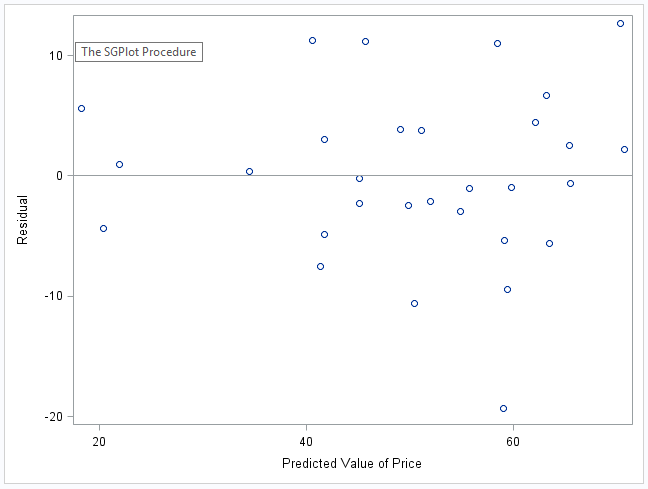 The SGPlot Procedure
10
0
-10
-20
Residual
20 40 60
Predicted Value of Price